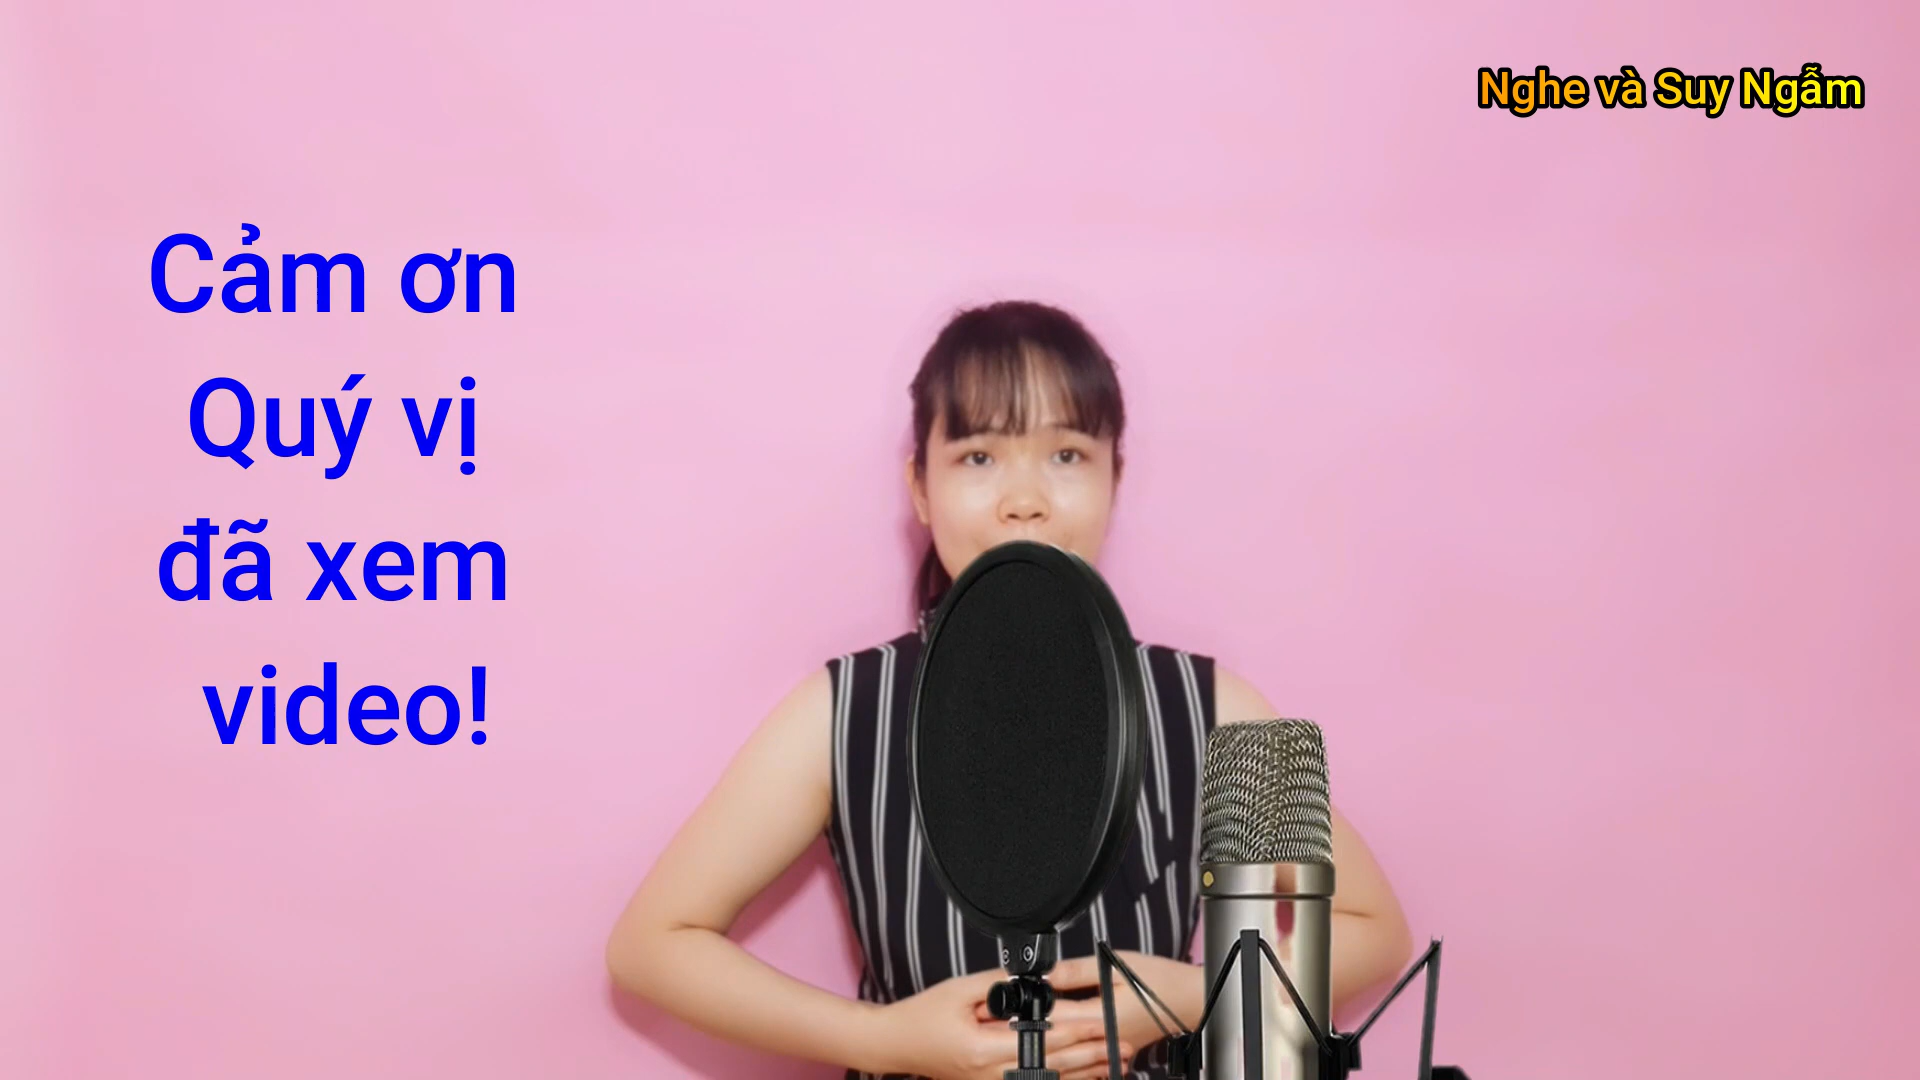 Nghe và Suy Ngẫm
Cảm ơn
Quý vị
đã xem
video!